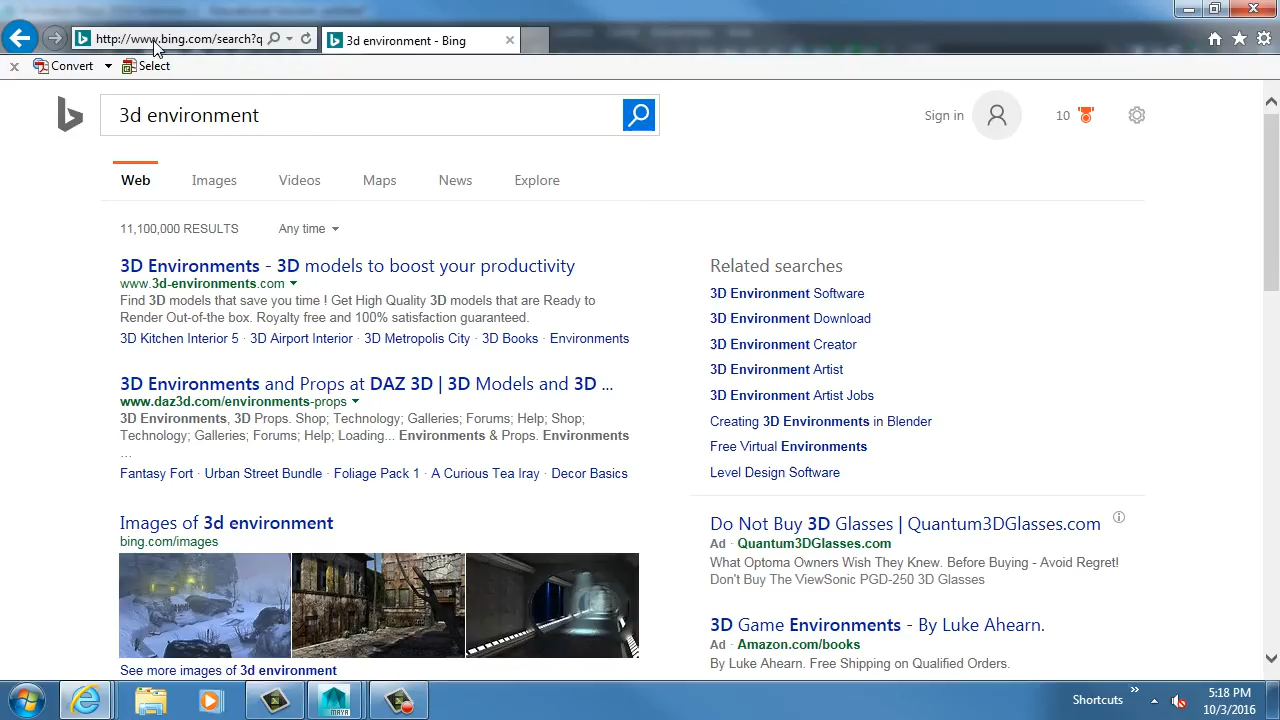 http://www.bing.com/search?q
3d environment - Bing
Convert
Select
3d environment
Sign in
10
Web
Images
Videos
Maps
News
Explore
11,100,000 RESULTS
Any time
3D Environments - 3D models to boost your productivity
www.3d-environments.com
Find 3D models that save you time ! Get High Quality 3D models that are Ready to
Render Out-of-the box. Royalty free and 100% satisfaction guaranteed.
3D Kitchen Interior 5 · 3D Airport Interior · 3D Metropolis City · 3D Books · Environments
3D Environments and Props at DAZ 3D | 3D Models and 3D ...
www.daz3d.com/environments-props
3D Environments, 3D Props. Shop; Technology; Galleries; Forums; Help; Shop;
Technology; Galleries; Forums; Help; Loading... Environments & Props. Environments
...
Fantasy Fort · Urban Street Bundle · Foliage Pack 1 · A Curious Tea Iray · Decor Basics
Images of 3d environment
bing.com/images
See more images of 3d environment
Related searches
3D Environment Software
3D Environment Download
3D Environment Creator
3D Environment Artist
3D Environment Artist Jobs
Creating 3D Environments in Blender
Free Virtual Environments
Level Design Software
Do Not Buy 3D Glasses | Quantum3DGlasses.com
Ad · Quantum3DGlasses.com
What Optoma Owners Wish They Knew. Before Buying - Avoid Regret!
Don't Buy The ViewSonic PGD-250 3D Glasses
3D Game Environments - By Luke Ahearn.
Ad · Amazon.com/books
By Luke Ahearn. Free Shipping on Qualified Orders.
MAYA
Shortcuts
5:18 PM
10/3/2016